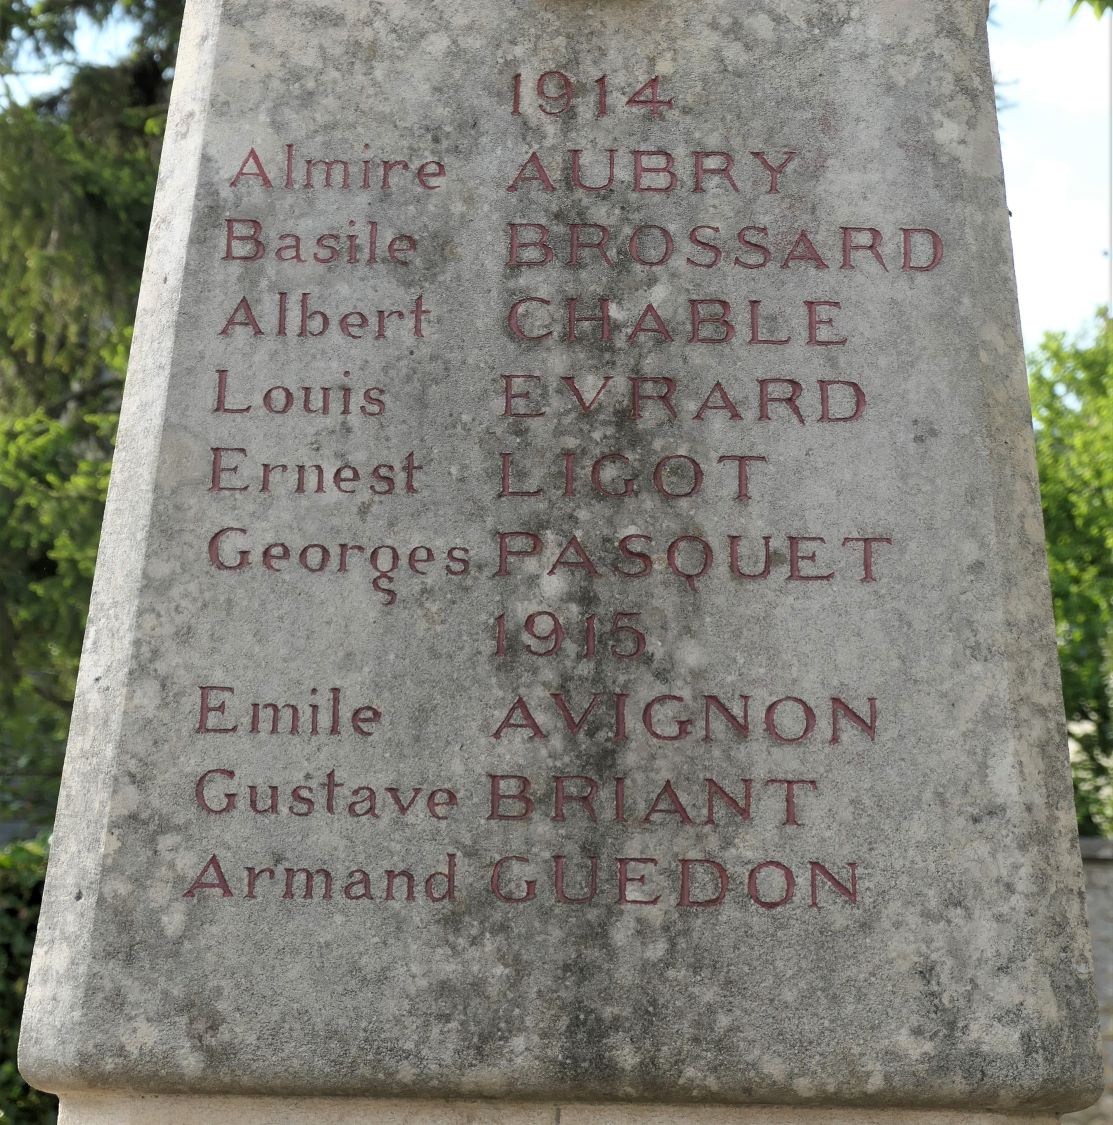 1914
Almire AUBRY
Basile BROSSARD
Albert CHABLE
Louis EVRARD
Ernest LIGOT
Georges PASQUET
1915
Emile AVIGNON
Gustave BRIANT
Armand GUEDON